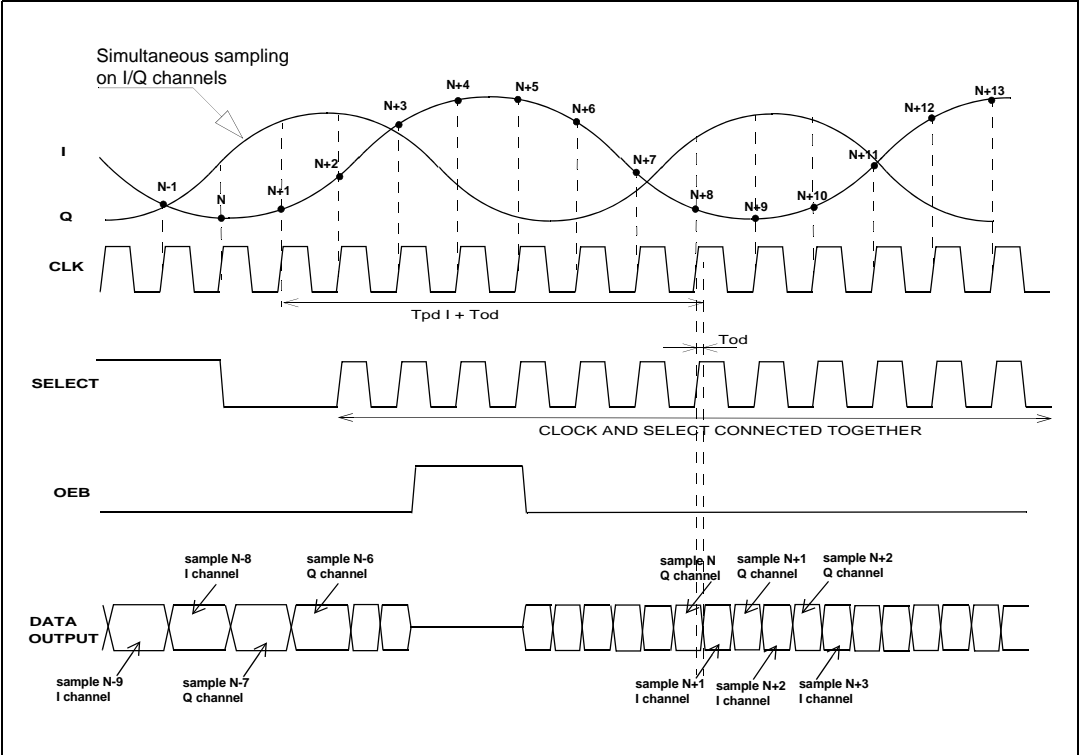 Simultaneous sampling
on I/Q channels
N+4
N+5
N+13
N+3
N+6
N+12
I
N+2
N+7
N+11
N-1
N
N+1
N+8
N+9
N+10
Q
CLK
Tpd I + Tod
Tod
SELECT
CLOCK AND SELECT CONNECTED TOGETHER
OEB
sample N-8
I channel
sample N-6
Q channel
sample N
Q channel
sample N+1
Q channel
sample N+2
Q channel
DATA
OUTPUT
sample N-9
I channel
sample N-7
Q channel
sample N+1
I channel
sample N+2
I channel
sample N+3
I channel